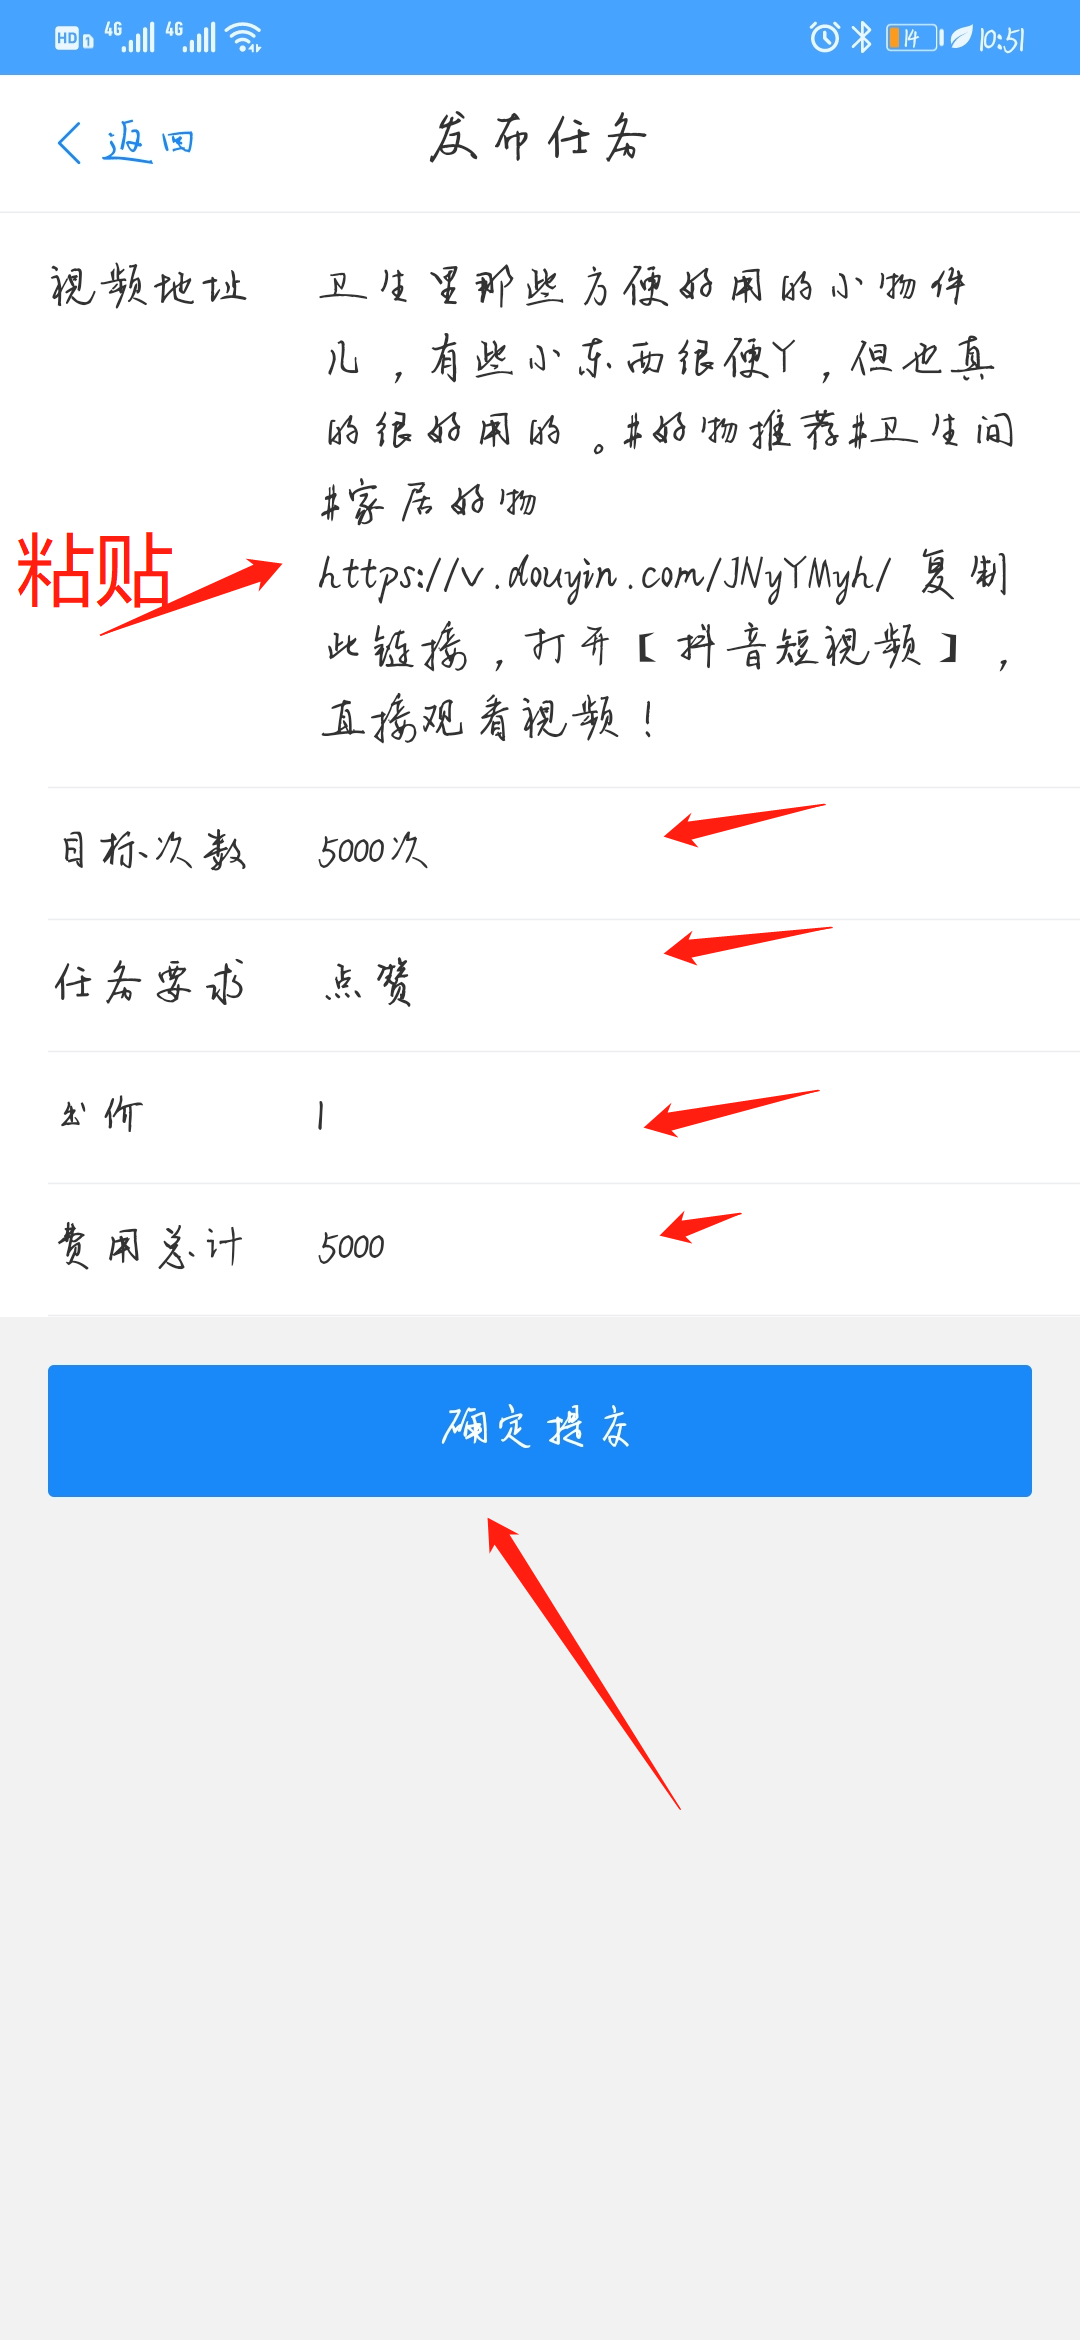 HD 1 4G 4G 14 10:51
返回 发布任务
视频地址 卫生里那些方便好用的小物件
儿 ，有些小东西很便丫，但也真
的很好用的 。#好物推荐#卫生间
#家居好物
粘贴
https://v.douyin.com/JNyYMyh/ 复制
此链接，打开【抖音短视频】，
直接观看视频！
目标次数 5000次
任务要求 点赞
出价 1
费用总计 5000
确定提交